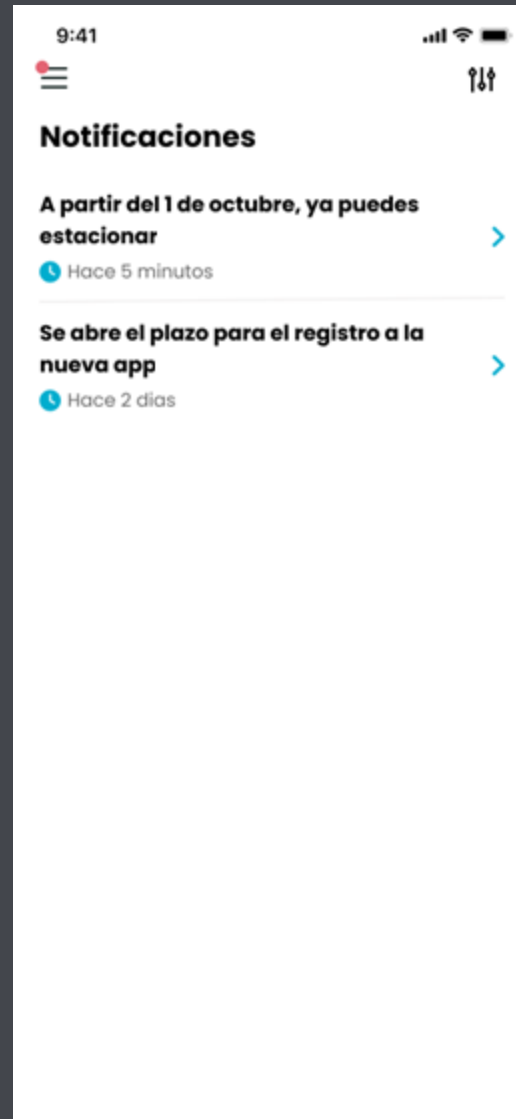 9:41
Notificaciones
A partir del 1 de octubre, ya puedes
estacionar
Hace 5 minutos
Se abre el plazo para el registro a la
nueva app
Hace 2 dias